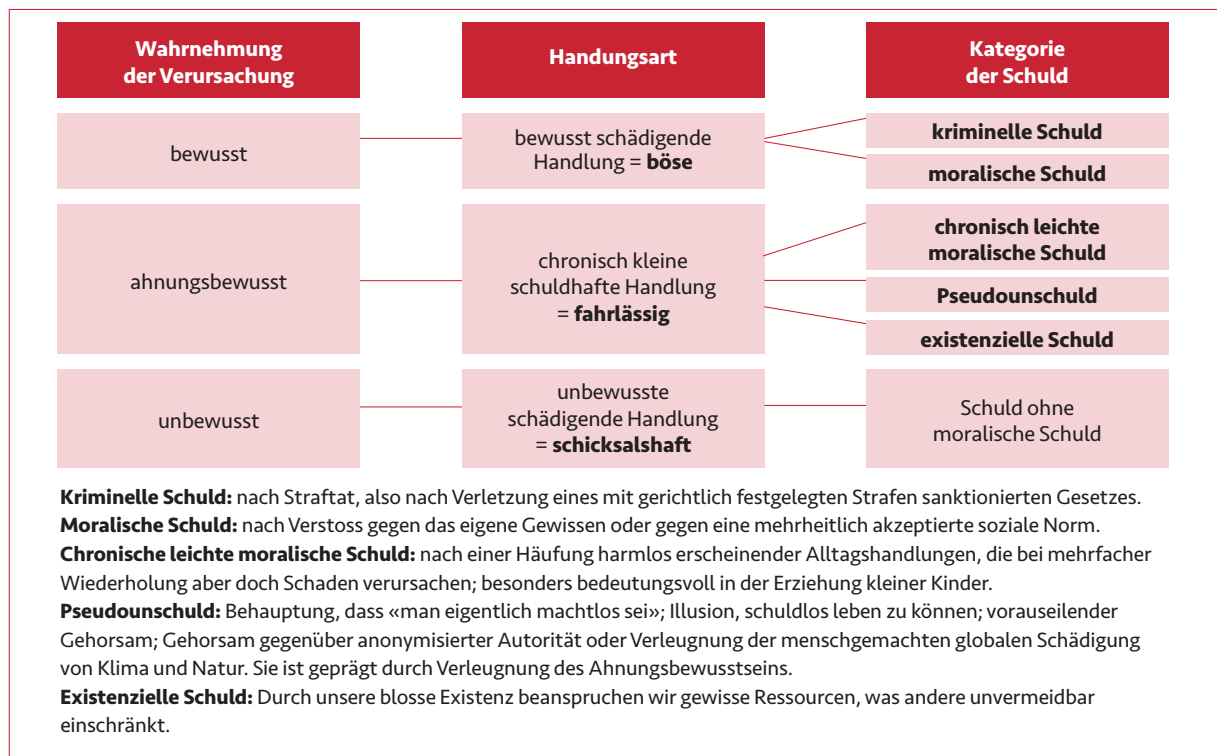 Wahrnehmung
der Verursachung
Handungsart
Kategorie
der Schuld
bewusst
bewusst schädigende
Handlung = böse
kriminelle Schuld
moralische Schuld
ahnungsbewusst
chronisch kleine
schuldhafte Handlung
= fahrlässig
chronisch leichte
moralische Schuld
Pseudounschuld
existenzielle Schuld
unbewusst
unbewusste
schädigende Handlung
= schicksalshaft
Schuld ohne
moralische Schuld
Kriminelle Schuld: nach Straftat, also nach Verletzung eines mit gerichtlich festgelegten Strafen sanktionierten Gesetzes.
Moralische Schuld: nach Verstoss gegen das eigene Gewissen oder gegen eine mehrheitlich akzeptierte soziale Norm.
Chronische leichte moralische Schuld: nach einer Häufung harmlos erscheinender Alltagshandlungen, die bei mehrfacher
Wiederholung aber doch Schaden verursachen; besonders bedeutungsvoll in der Erziehung kleiner Kinder.
Pseudounschuld: Behauptung, dass «man eigentlich machtlos sei»; Illusion, schuldlos leben zu können; vorauseilender
Gehorsam; Gehorsam gegenüber anonymisierter Autorität oder Verleugnung der menschgemachten globalen Schädigung
von Klima und Natur. Sie ist geprägt durch Verleugnung des Ahnungsbewusstseins.
Existenzielle Schuld: Durch unsere blosse Existenz beanspruchen wir gewisse Ressourcen, was andere unvermeidbar
einschränkt.